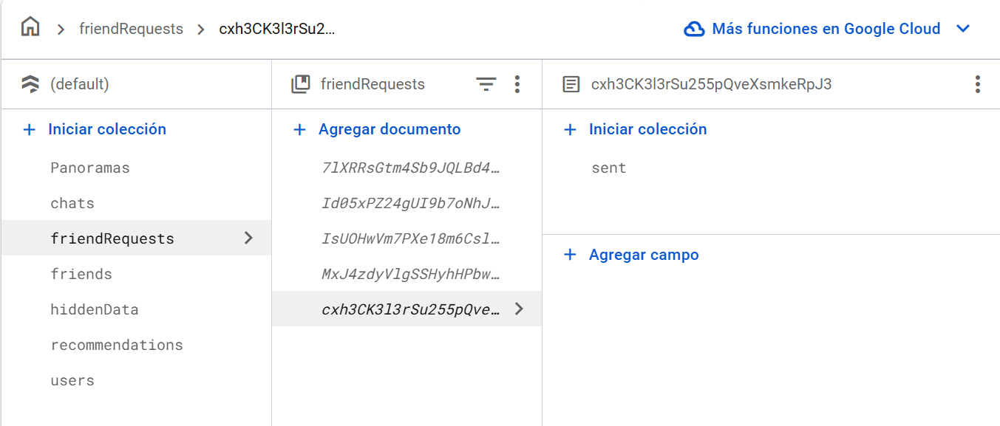 friendRequests
cxh3CK3l3rSu2…
Más funciones en Google Cloud
(default)
friendRequests
cxh3CK3l3rSu255pQveXsmkeRpJ3
Iniciar colección
Agregar documento
Iniciar colección
Panoramas
chats
friendRequests
friends
hiddenData
recommendations
users
7lXRRsGtm4Sb9JQLBd4…
Id05xPZ24gUI9b7oNhJ…
IsUOHwVm7PXe18m6Csl…
MxJ4zdyVlgSSHyhHPbw…
cxh3CK3l3rSu255pQve…
sent
Agregar campo